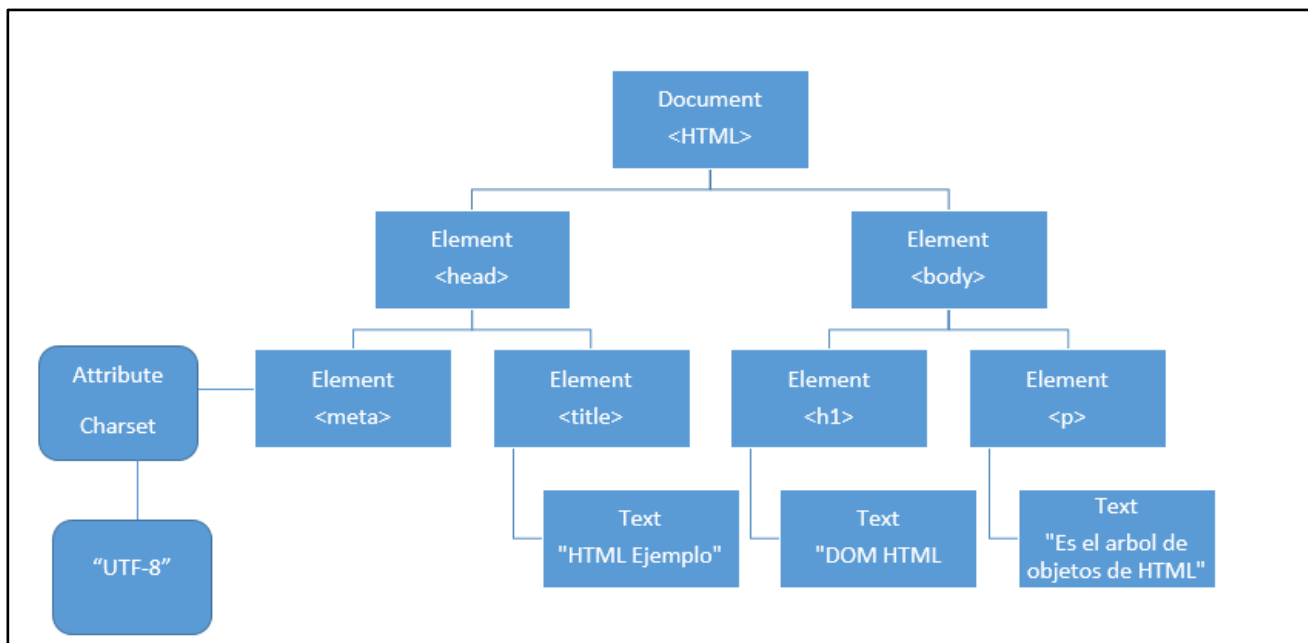 Document
<HTML>
Element
<head>
Element
<body>
Attribute
Charset
Element
<meta>
Element
<title>
Element
<h1>
Element
<p>
“UTF-8”
Text
"HTML Ejemplo"
Text
"DOM HTML
Text
"Es el arbol de
objetos de HTML"